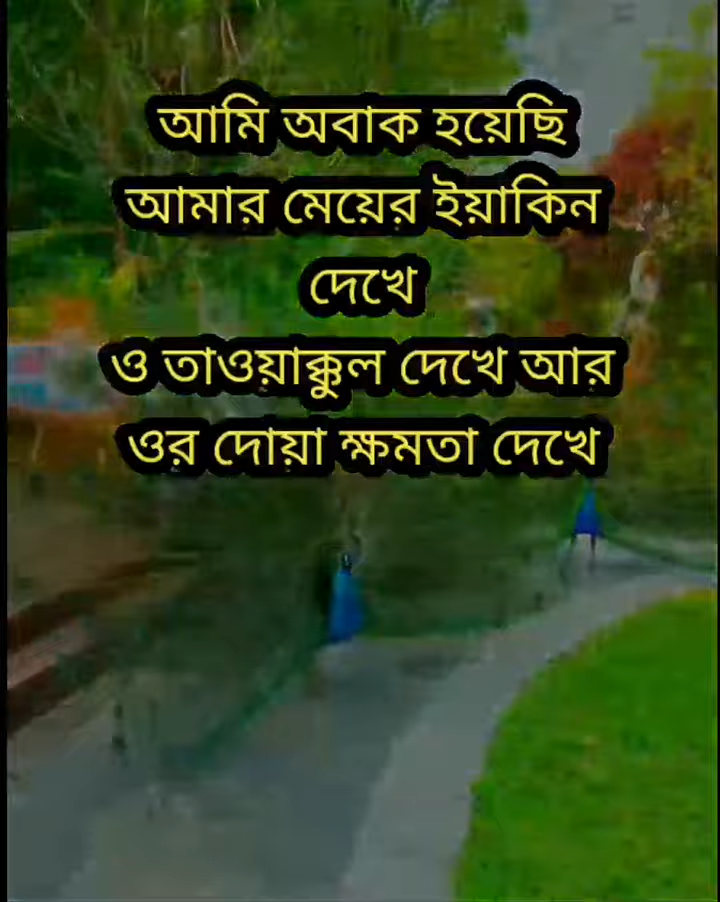 আমি অবাক হয়েছি
আমার মেয়ের ইয়াকিন
দেখে
ও তাওয়াক্কুল দেখে আর
ওর দোয়া ক্ষমতা দেখে